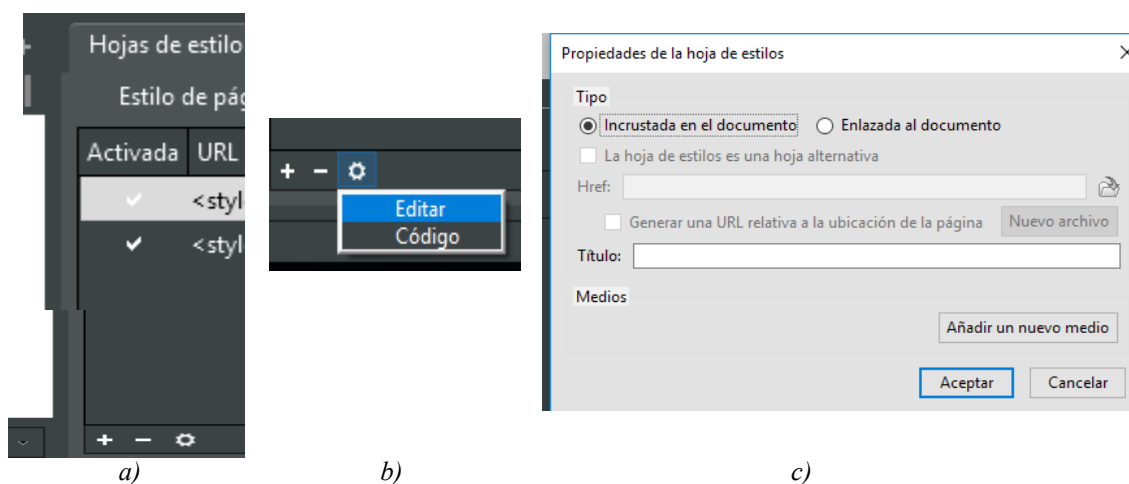 Hojas de estilo
Estilo de pág
Activada URL
<styl
<styl
+ −
a)
+ −
Editar
Código
b)
Propiedades de la hoja de estilos
Tipo
Incrustada en el documento Enlazada al documento
La hoja de estilos es una hoja alternativa
Href:
Generar una URL relativa a la ubicación de la página Nuevo archivo
Título:
Medios
Añadir un nuevo medio
Aceptar Cancelar
c)